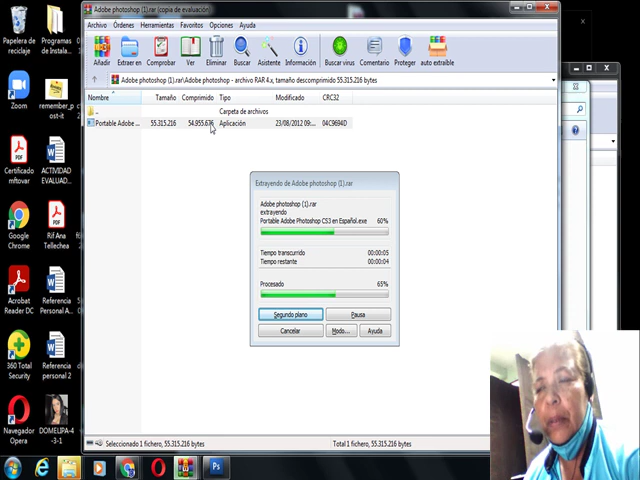 Adobe photoshop (1).rar (copia de evaluación
Archivo Órdenes Herramientas Favoritos Opciones Ayuda
Añadir Extraer en Comprobar Ver Eliminar Buscar Asistente Información Buscar virus Comentario Proteger auto extraíble
Adobe photoshop (1).rar\Adobe photoshop - archivo RAR 4.x, tamaño descomprimido 55.315.216 bytes
Nombre Tamaño Comprimido Tipo Modificado CRC32
.. Carpeta de archivos
Portable Adobe ... 55.315.216 54.955.676 Aplicación 23/08/2012 09:... 04C9694D
Extrayendo de Adobe photoshop (1).rar
Adobe photoshop (1).rar
extrayendo
Portable Adobe Photoshop CS3 en Español.exe 60%
Tiempo transcurrido 00:00:05
Tiempo restante 00:00:04
Procesado 65%
Segundo plano Pausa
Cancelar Modo... Ayuda
Seleccionado 1 fichero, 55.315.216 bytes Total 1 fichero, 55.315.216 bytes
Papelera de reciclaje
Programas de Instala...
Zoom
remember_post-it
Certificado mftovar
ACTIVIDAD EVALUAD...
Google Chrome
Rif Ana Tellechea
Acrobat Reader DC
Referencia Personal A...
360 Total Security
Referencia personal 2
Navegador Opera
DOMELIPA-4-3-1
Ps